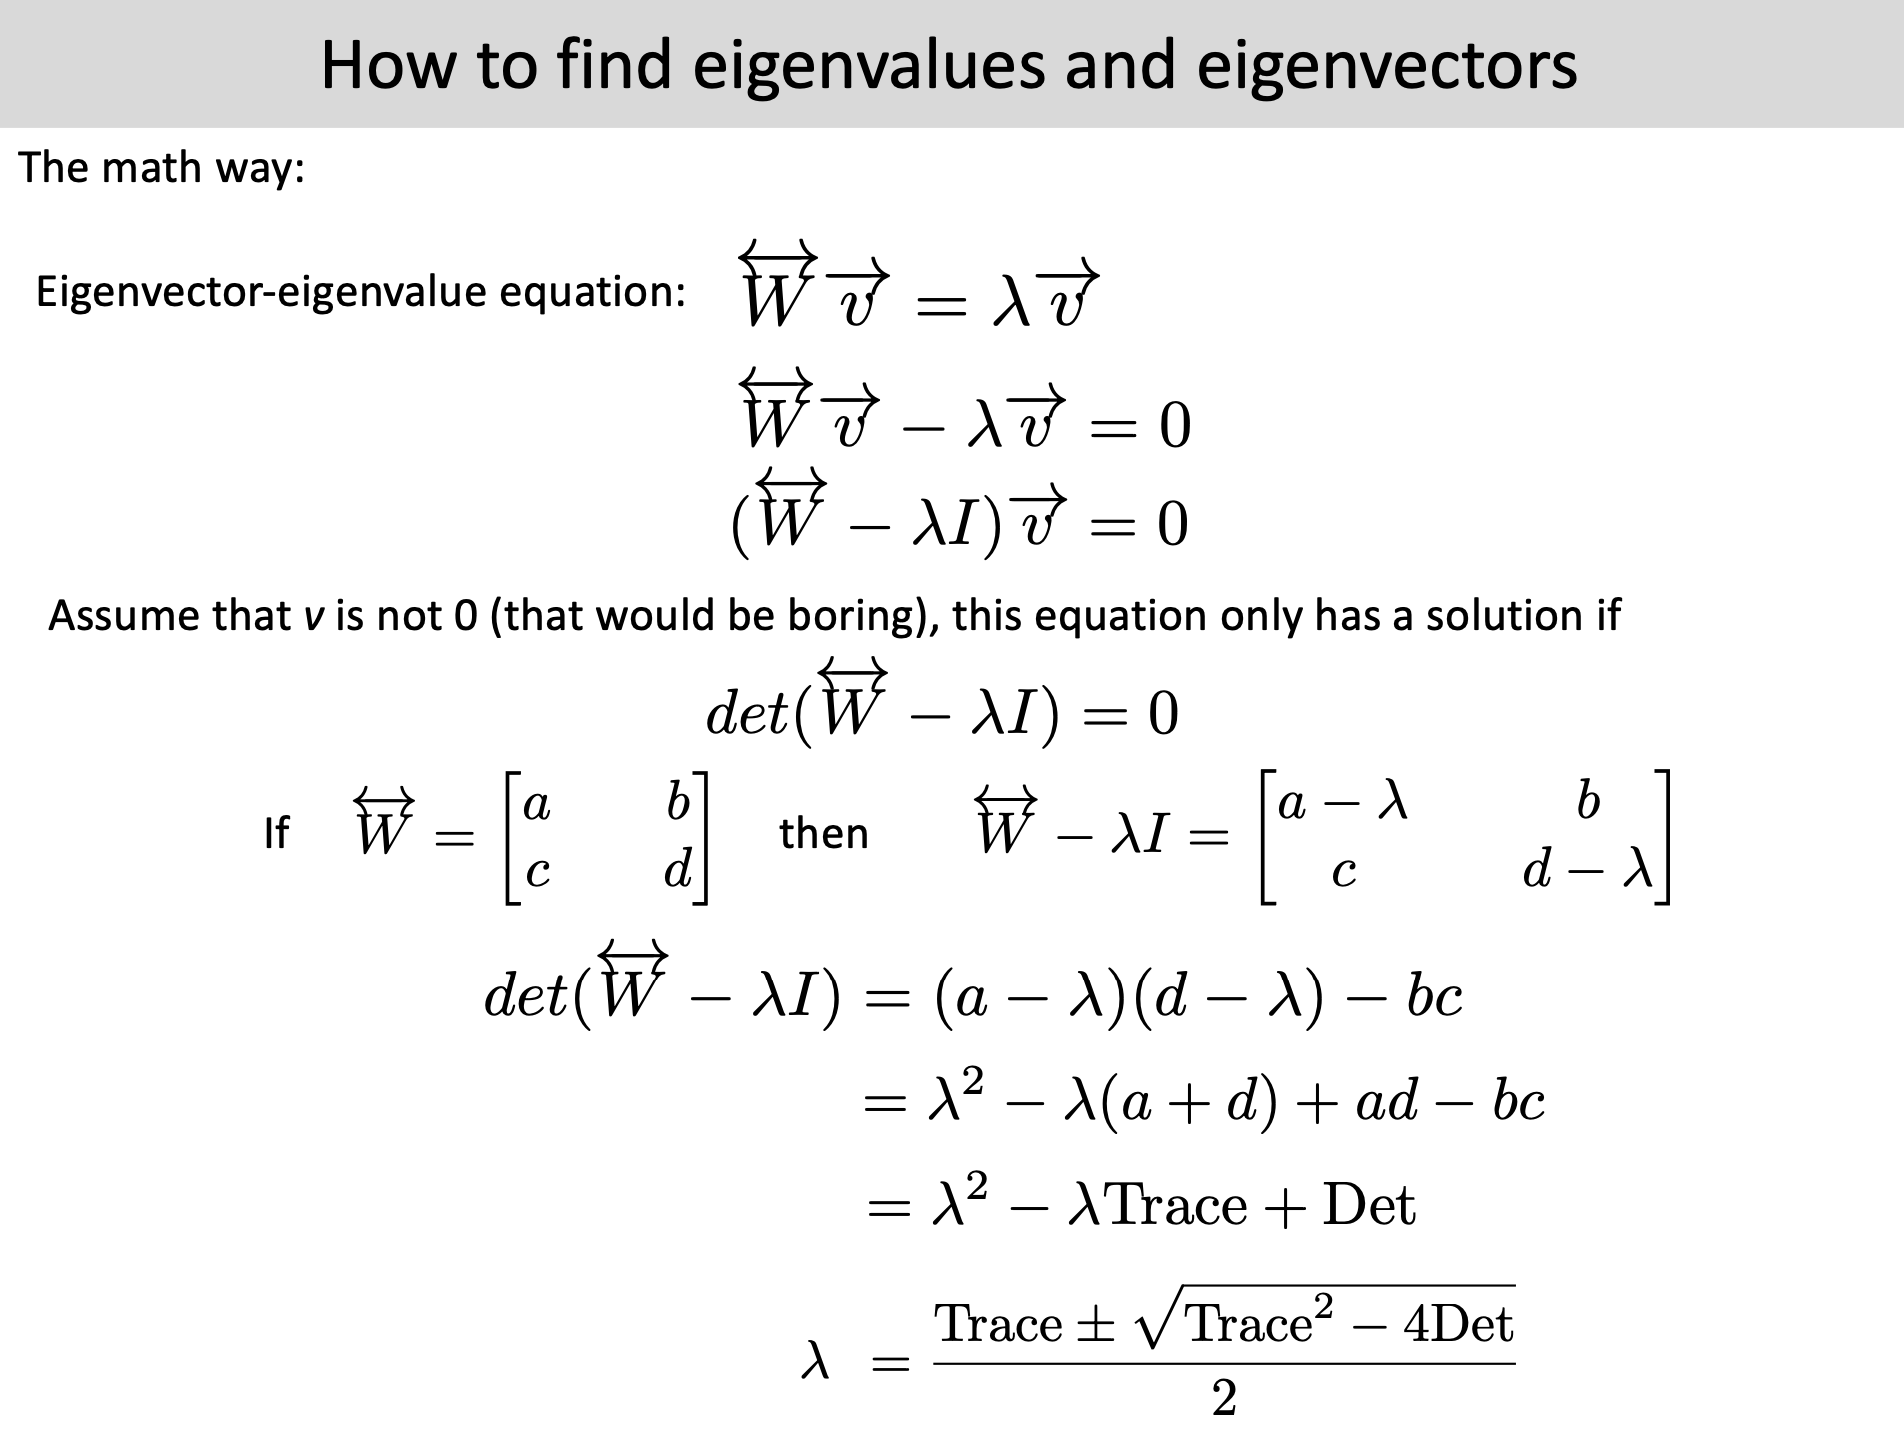 How to find eigenvalues and eigenvectors
The math way:
Eigenvector-eigenvalue equation: $\overleftrightarrow{W}\overrightarrow{v} = \lambda\overrightarrow{v}$
$\overleftrightarrow{W}\overrightarrow{v} - \lambda\overrightarrow{v} = 0$
$(\overleftrightarrow{W} - \lambda I)\overrightarrow{v} = 0$
Assume that v is not 0 (that would be boring), this equation only has a solution if
$det(\overleftrightarrow{W} - \lambda I) = 0$
If $\overleftrightarrow{W} = \begin{bmatrix} a & b \\ c & d \end{bmatrix}$ then $\overleftrightarrow{W} - \lambda I = \begin{bmatrix} a - \lambda & b \\ c & d - \lambda \end{bmatrix}$
$det(\overleftrightarrow{W} - \lambda I) = (a - \lambda)(d - \lambda) - bc$
$= \lambda^2 - \lambda(a + d) + ad - bc$
$= \lambda^2 - \lambda\text{Trace} + \text{Det}$
$\lambda = \frac{\text{Trace} \pm \sqrt{\text{Trace}^2 - 4\text{Det}}}{2}$